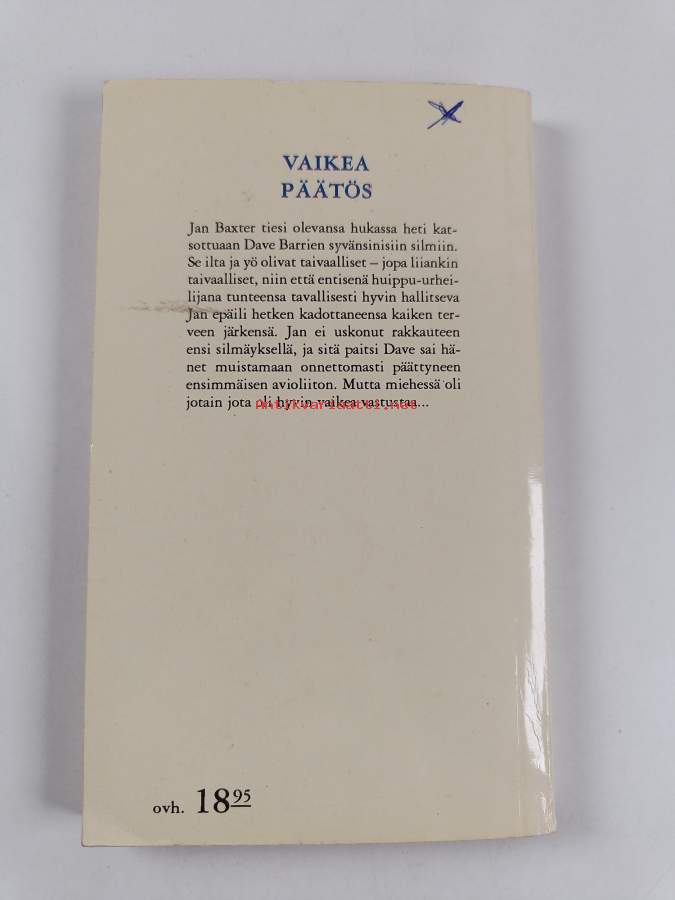 VAIKEA
PÄÄTÖS
Jan Baxter tiesi olevansa hukassa heti kat-
sottuaan Dave Barrien syvänsinisiin silmiin.
Se ilta ja yö olivat taivaalliset – jopa liiankin
taivaalliset, niin että entisenä huippu-urhei-
lijana tunteensa tavallisesti hyvin hallitseva
Jan epäili hetken kadottaneensa kaiken ter-
veen järkensä. Jan ei uskonut rakkauteen
ensi silmäyksellä, ja sitä paitsi Dave sai hä-
net muistamaan onnettomasti päättyneen
ensimmäisen avioliiton. Mutta miehessä oli
jotain jota oli hyvin vaikea vastustaa...
Antikvariaatti.net
ovh. 18 95